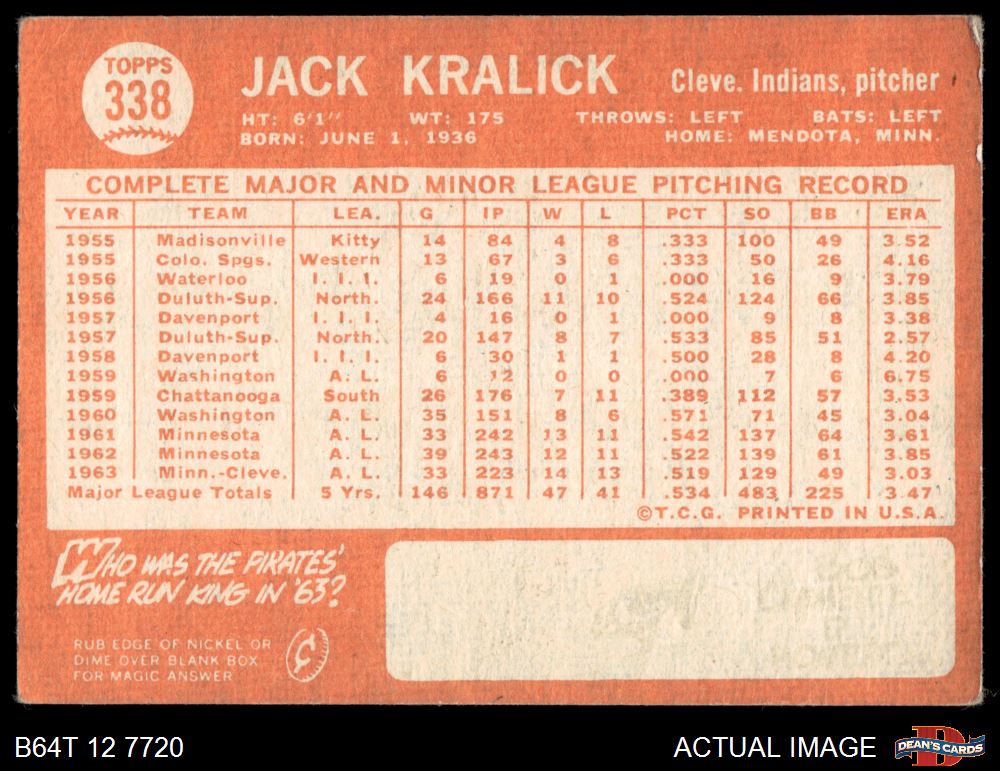 TOPPS
338
JACK KRALICK Cleve. Indians, pitcher
HT: 6'1" WT: 175 THROWS: LEFT BATS: LEFT
BORN: JUNE 1, 1936 HOME: MENDOTA, MINN.
COMPLETE MAJOR AND MINOR LEAGUE PITCHING RECORD
YEAR TEAM LEA. G IP W L PCT SO BB ERA
1955 Madisonville Kitty 14 84 4 8 .333 100 49 3.52
1955 Colo. Spgs. Western 13 67 3 6 .333 50 26 4.16
1956 Waterloo I. I. I. 6 19 0 1 .000 16 9 3.79
1956 Duluth-Sup. North. 24 166 11 10 .524 124 66 3.85
1957 Davenport I. I. I. 4 16 0 1 .000 9 8 3.38
1957 Duluth-Sup. North. 20 147 8 7 .533 85 51 2.57
1958 Davenport I. I. I. 6 30 1 1 .500 28 8 4.20
1959 Washington A. L. 6 12 0 0 .000 7 6 6.75
1959 Chattanooga South 26 176 7 11 .389 112 57 3.53
1960 Washington A. L. 35 151 8 6 .571 71 45 3.04
1961 Minnesota A. L. 33 242 13 11 .542 137 64 3.61
1962 Minnesota A. L. 39 243 12 11 .522 139 61 3.85
1963 Minn.-Cleve. A. L. 33 223 14 13 .519 129 49 3.03
Major League Totals 5 Yrs. 146 871 47 41 .534 483 225 3.47
©T.C.G. PRINTED IN U.S.A.
WHO WAS THE PIRATES'
HOME RUN KING IN '63?
RUB EDGE OF NICKEL OR
DIME OVER BLANK BOX
FOR MAGIC ANSWER
B64T 12 7720 ACTUAL IMAGE DEAN'S CARDS